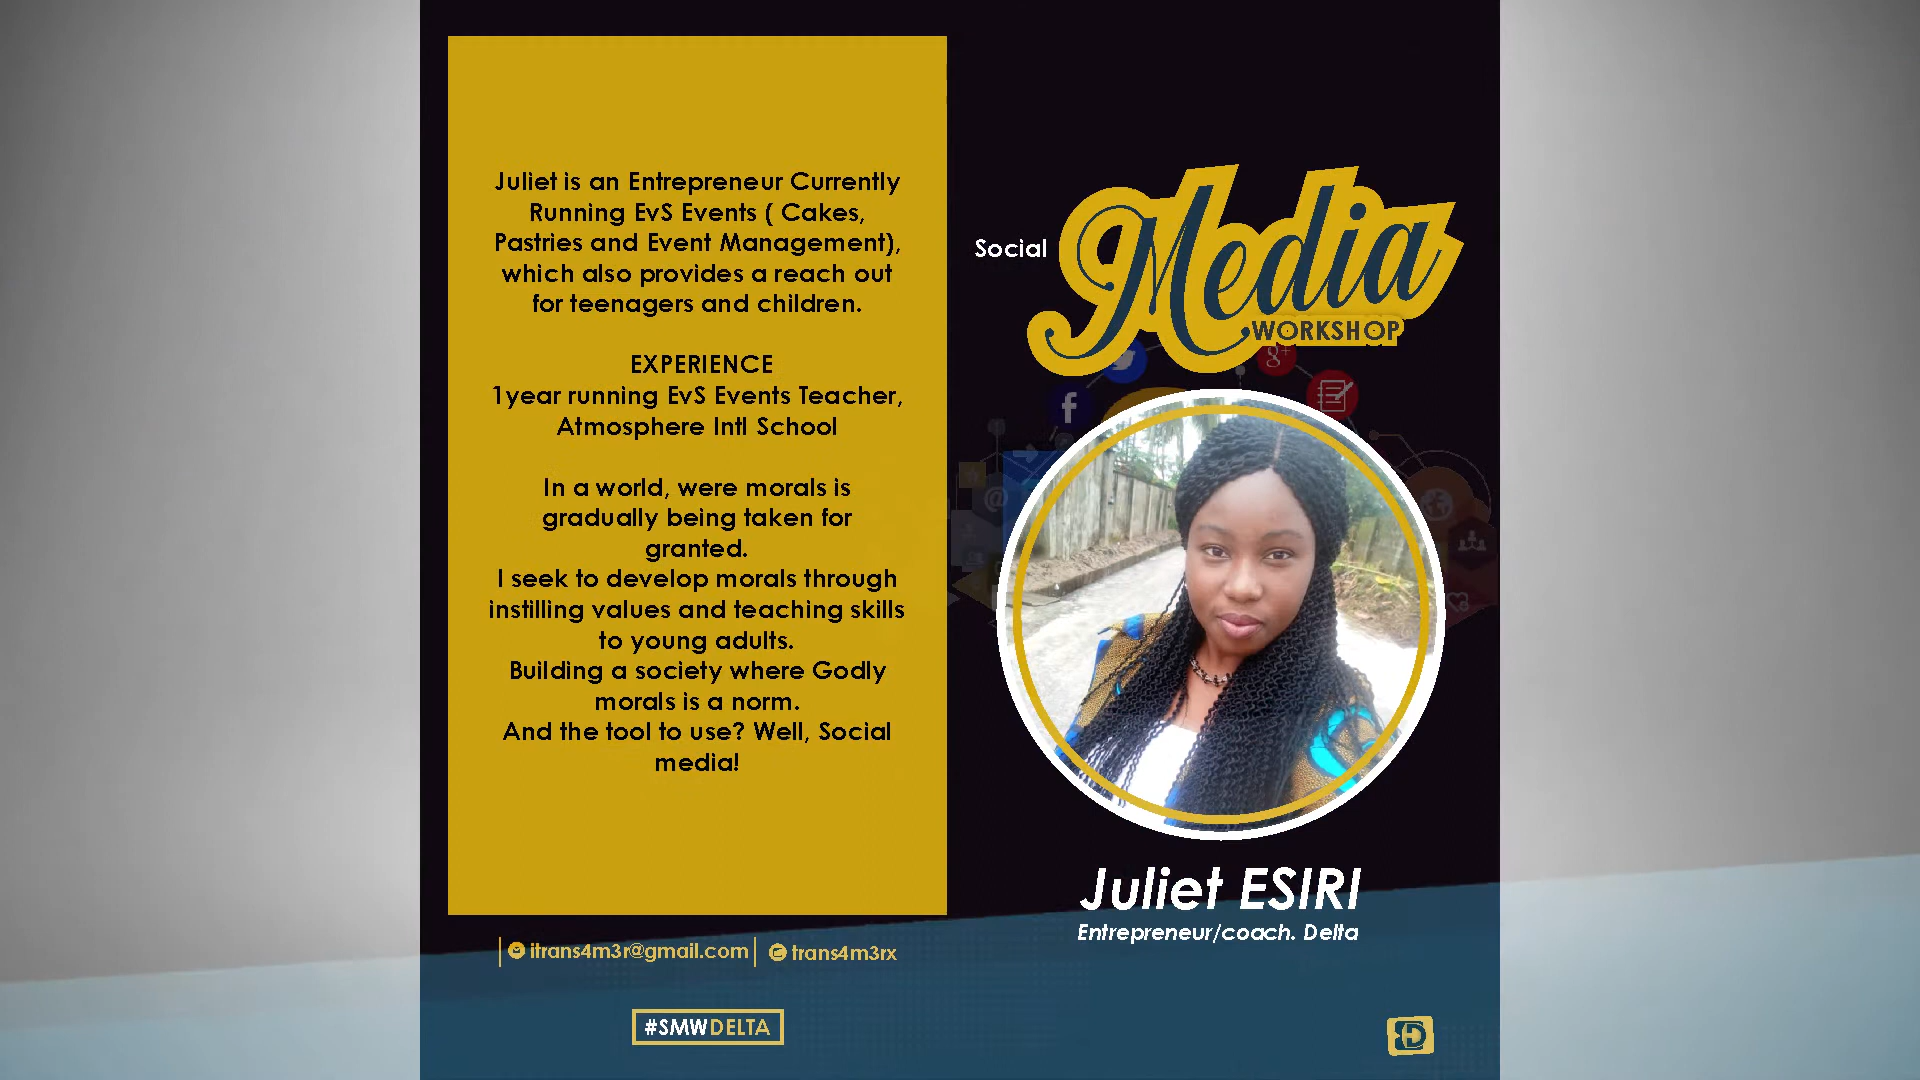 Juliet is an Entrepreneur Currently
Running EvS Events ( Cakes,
Pastries and Event Management),
which also provides a reach out
for teenagers and children.
EXPERIENCE
1year running EvS Events Teacher,
Atmosphere Intl School
In a world, were morals is
gradually being taken for
granted.
I seek to develop morals through
instilling values and teaching skills
to young adults.
Building a society where Godly
morals is a norm.
And the tool to use? Well, Social
media!
itrans4m3r@gmail.com
trans4m3rx
#SMWDELTA
Social
Media
WORKSHOP
Juliet ESIRI
Entrepreneur/coach. Delta